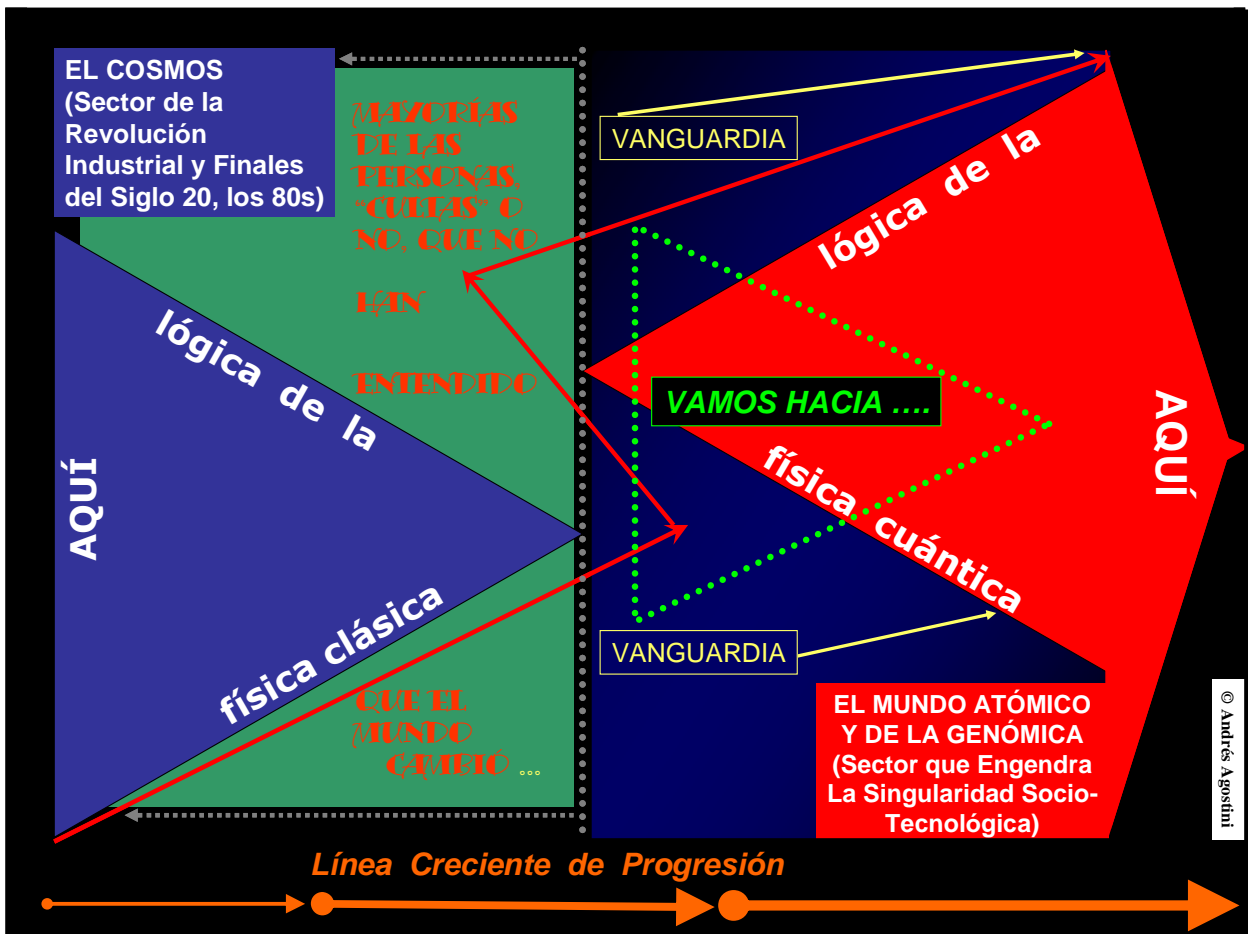 EL COSMOS
(Sector de la
Revolución
Industrial y Finales
del Siglo 20, los 80s)
MAYORÍAS
DE LAS
PERSONAS,
"CULTAS" O
NO, QUE NO
HAN
ENTENDIDO
QUE EL
MUNDO
CAMBIÓ ...
AQUÍ
lógica de la
física clásica
VANGUARDIA
lógica de la
VAMOS HACIA ....
física cuántica
AQUÍ
VANGUARDIA
EL MUNDO ATÓMICO
Y DE LA GENÓMICA
(Sector que Engendra
La Singularidad Socio-
Tecnológica)
© Andrés Agostini
Línea Creciente de Progresión